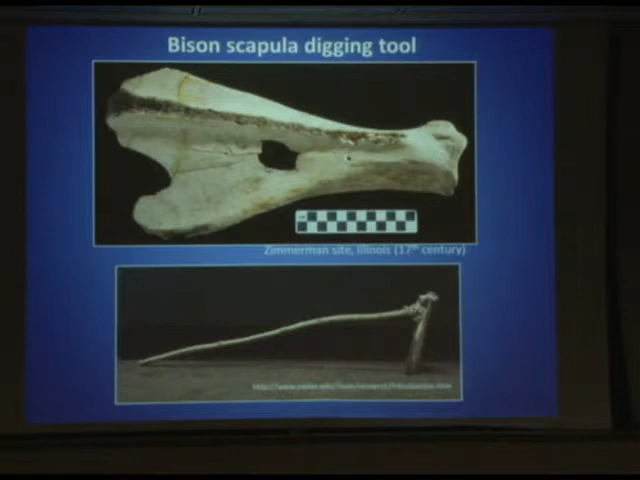 Bison scapula digging tool
Zimmerman site, Illinois (17th century)